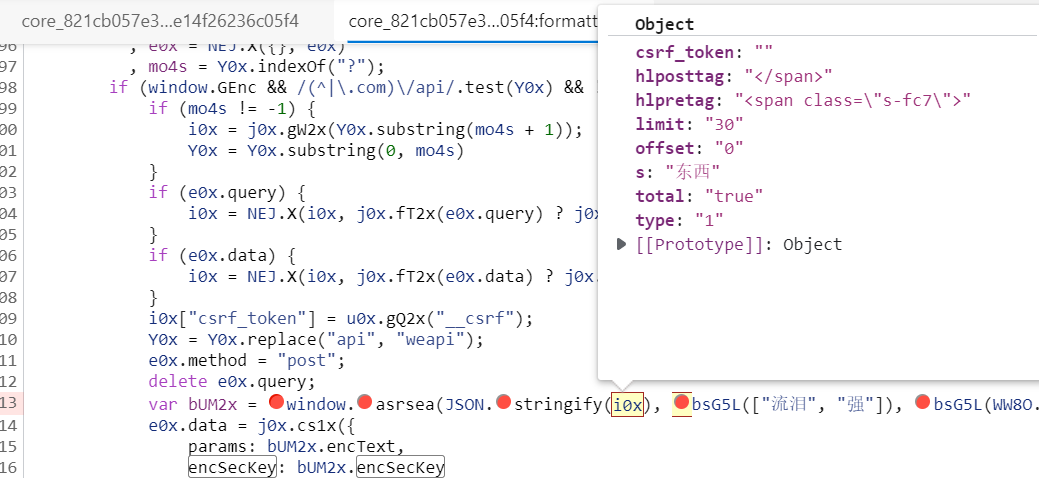 core_821cb057e3...e14f26236c05f4 core_821cb057e3...05f4:formatt
96 , e0x = NEJ.X({}, e0x)
97 , mo4s = Y0x.indexOf("?");
98 if (window.GEnc && /(^|\.com)\/api/.test(Y0x) &&
99 if (mo4s != -1) {
00 i0x = j0x.gW2x(Y0x.substring(mo4s + 1));
01 Y0x = Y0x.substring(0, mo4s)
02 }
03 if (e0x.query) {
04 i0x = NEJ.X(i0x, j0x.fT2x(e0x.query) ? j0x
05 }
06 if (e0x.data) {
07 i0x = NEJ.X(i0x, j0x.fT2x(e0x.data) ? j0x.
08 }
09 i0x["csrf_token"] = u0x.gQ2x("__csrf");
10 Y0x = Y0x.replace("api", "weapi");
11 e0x.method = "post";
12 delete e0x.query;
13 var bUM2x = window.asrsea(JSON.stringify(i0x), bsG5L(["流泪", "强"]), bsG5L(WW8O.
14 e0x.data = j0x.cs1x({
15 params: bUM2x.encText,
16 encSecKey: bUM2x.encSecKey
Object
csrf_token: ""
hlposttag: "</span>"
hlpretag: "<span class=\"s-fc7\">"
limit: "30"
offset: "0"
s: "东西"
total: "true"
type: "1"
[[Prototype]]: Object